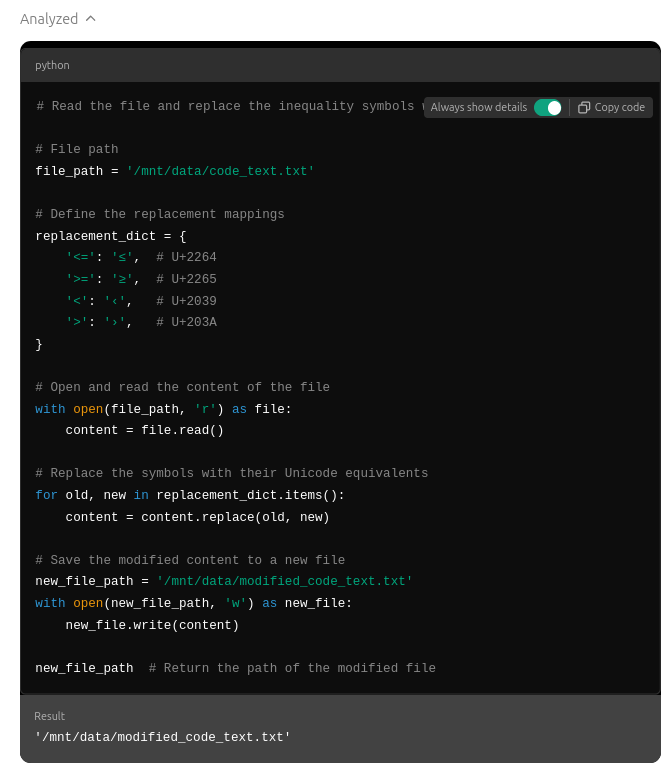 Analyzed
python
# Read the file and replace the inequality symbols
Always show details
Copy code
# File path
file_path = '/mnt/data/code_text.txt'
# Define the replacement mappings
replacement_dict = {
    '<=': '≤',  # U+2264
    '>=': '≥',  # U+2265
    '<': '‹',   # U+2039
    '>': '›',   # U+203A
}
# Open and read the content of the file
with open(file_path, 'r') as file:
    content = file.read()
# Replace the symbols with their Unicode equivalents
for old, new in replacement_dict.items():
    content = content.replace(old, new)
# Save the modified content to a new file
new_file_path = '/mnt/data/modified_code_text.txt'
with open(new_file_path, 'w') as new_file:
    new_file.write(content)
new_file_path  # Return the path of the modified file
Result
'/mnt/data/modified_code_text.txt'